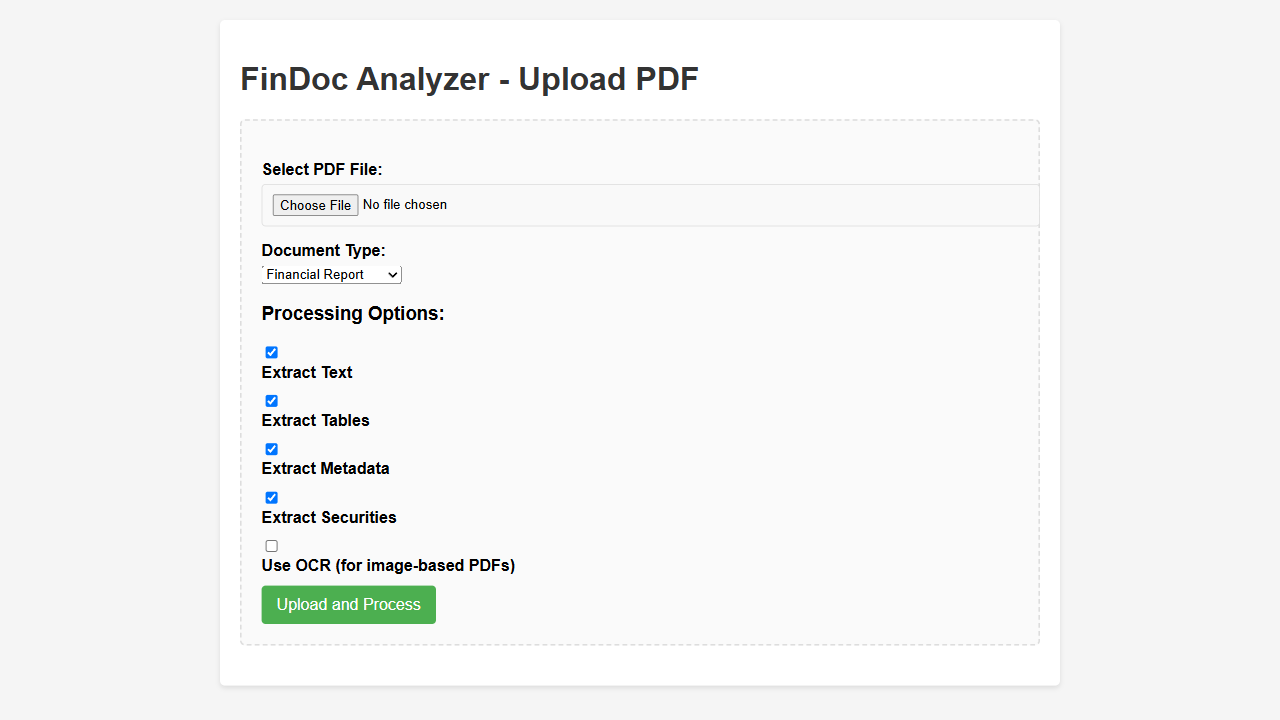 FinDoc Analyzer - Upload PDF
Select PDF File:
Choose File No file chosen
Document Type:
Financial Report
Processing Options:
Extract Text
Extract Tables
Extract Metadata
Extract Securities
Use OCR (for image-based PDFs)
Upload and Process